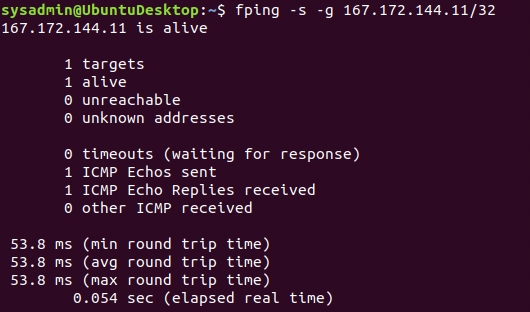 sysadmin@UbuntuDesktop:~$ fping -s -g 167.172.144.11/32
167.172.144.11 is alive
1 targets
1 alive
0 unreachable
0 unknown addresses
0 timeouts (waiting for response)
1 ICMP Echos sent
1 ICMP Echo Replies received
0 other ICMP received
53.8 ms (min round trip time)
53.8 ms (avg round trip time)
53.8 ms (max round trip time)
0.054 sec (elapsed real time)